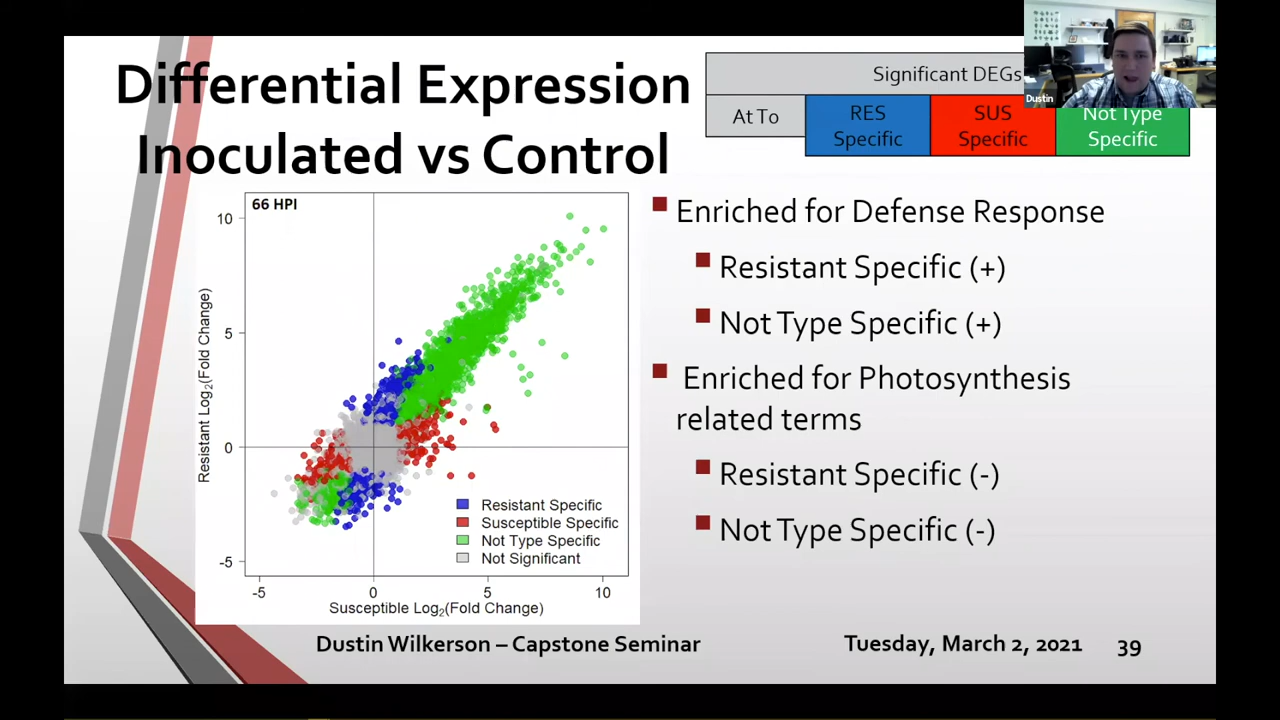 Differential Expression
Inoculated vs Control
Significant DEGs
Dustin
At To
RES
Specific
SUS
Specific
Not Type
Specific
66 HPI
10
5
0
-5
Resistant Log2(Fold Change)
Resistant Specific
Susceptible Specific
Not Type Specific
Not Significant
-5
0
5
10
Susceptible Log2(Fold Change)
Enriched for Defense Response
Resistant Specific (+)
Not Type Specific (+)
Enriched for Photosynthesis
related terms
Resistant Specific (-)
Not Type Specific (-)
Dustin Wilkerson – Capstone Seminar
Tuesday, March 2, 2021
39